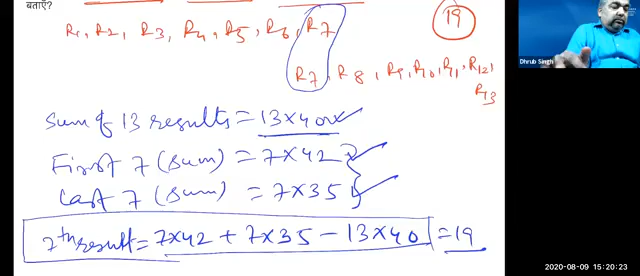 बताएँ?
19
R1, R2, R3, R4, R5, R6, R7
R7, R8, R9, R10, R11, R12,
R13
Dhrub Singh
Sum of 13 results = 13×40
First 7 (sum) = 7×42
Last 7 (sum) = 7×35
7th result = 7×42 + 7×35 - 13×40 = 19
2020-08-09 15:20:23